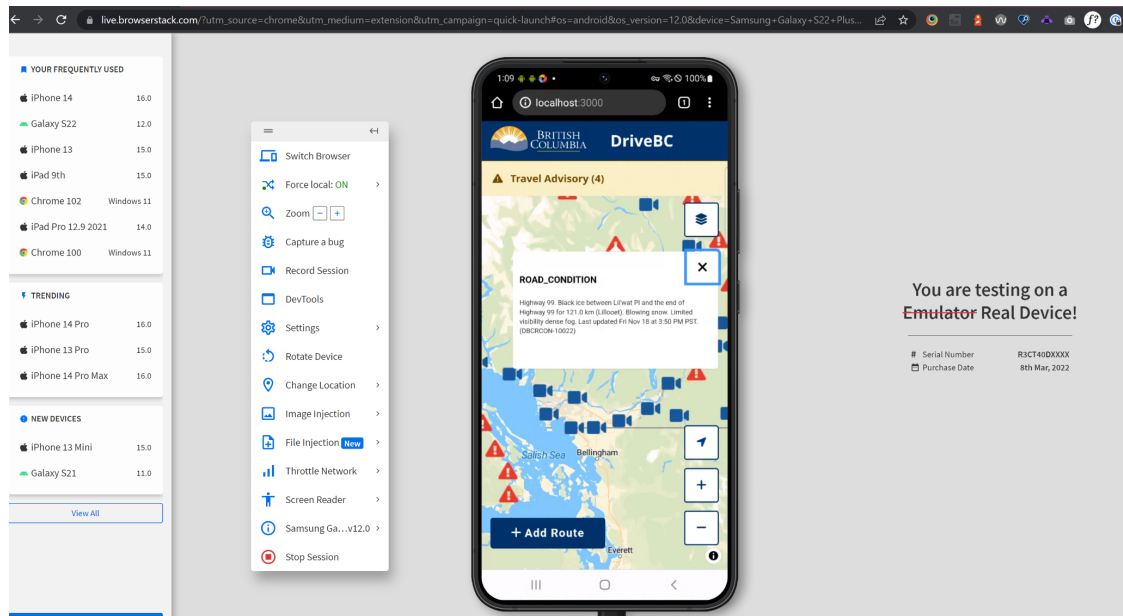 live.browserstack.com/?utm_source=chrome&utm_medium=extension&utm_campaign=quick-launch#os=android&os_version=12.0&device=Samsung+Galaxy+S22+Plus...
f?
YOUR FREQUENTLY USED
iPhone 14 16.0
Galaxy S22 12.0
iPhone 13 15.0
iPad 9th 15.0
Chrome 102 Windows 11
iPad Pro 12.9 2021 14.0
Chrome 100 Windows 11
TRENDING
iPhone 14 Pro 16.0
iPhone 13 Pro 15.0
iPhone 14 Pro Max 16.0
NEW DEVICES
iPhone 13 Mini 15.0
Galaxy S21 11.0
View All
Switch Browser
Force local: ON
Zoom − +
Capture a bug
Record Session
DevTools
Settings
Rotate Device
Change Location
Image Injection
File Injection New
Throttle Network
Screen Reader
Samsung Ga...v12.0
Stop Session
1:09 100%
localhost:3000 1
BRITISH
COLUMBIA
DriveBC
Travel Advisory (4)
ROAD_CONDITION
Highway 99. Black ice between Lil'wat Pl and the end of
Highway 99 for 121.0 km (Lillooet). Blowing snow. Limited
visibility dense fog. Last updated Fri Nov 18 at 3:50 PM PST.
(DBCRCON-10022)
Salish Sea
Bellingham
+ Add Route
Everett
You are testing on a
Emulator Real Device!
# Serial Number R3CT40DXXXX
Purchase Date 8th Mar, 2022